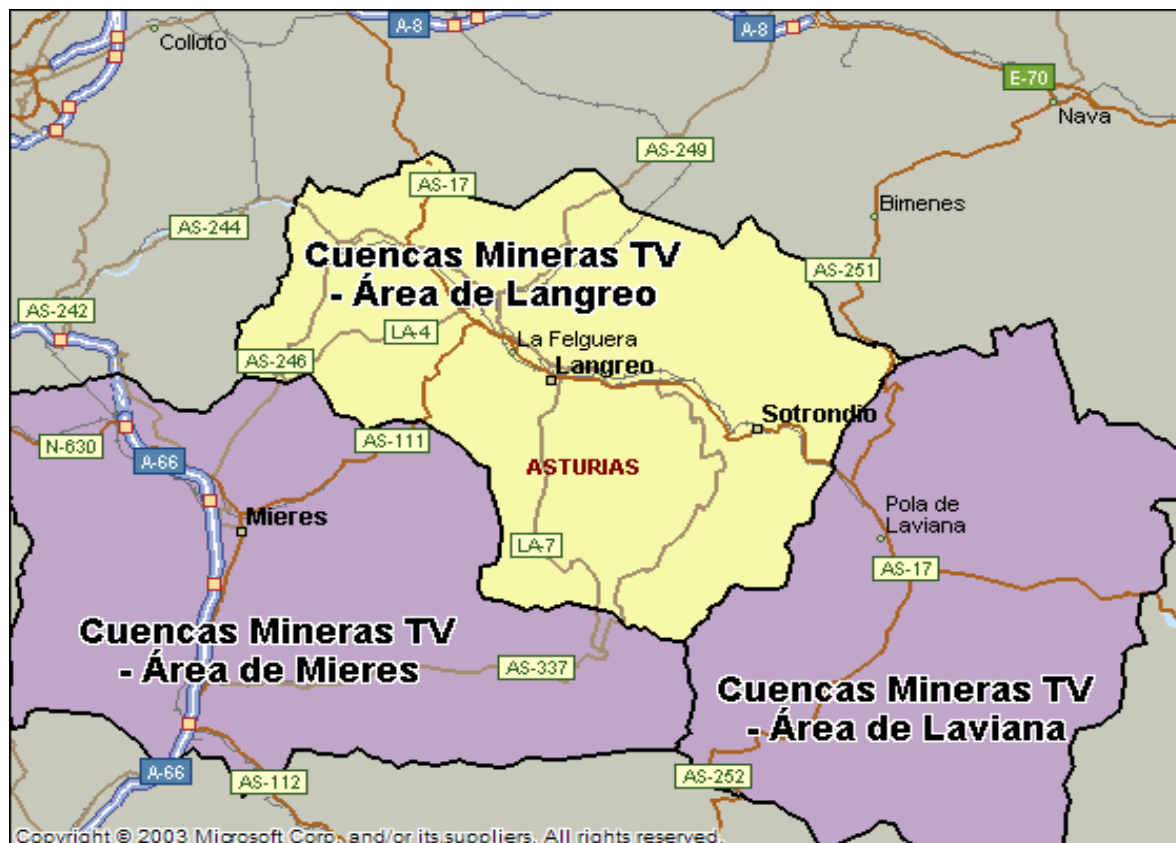 Colloto
A-8
A-8
E-70
Nava
AS-249
AS-17
Bimenes
AS-244
Cuencas Mineras TV
- Área de Langreo
AS-251
AS-242
LA-4
La Felguera
AS-246
Langreo
Sotrondio
AS-111
N-630
A-66
ASTURIAS
Mieres
Pola de
Laviana
LA-7
AS-17
Cuencas Mineras TV
- Área de Mieres
AS-337
Cuencas Mineras TV
- Área de Laviana
A-66
AS-112
AS-252
Copyright © 2003 Microsoft Corp. and/or its suppliers. All rights reserved.